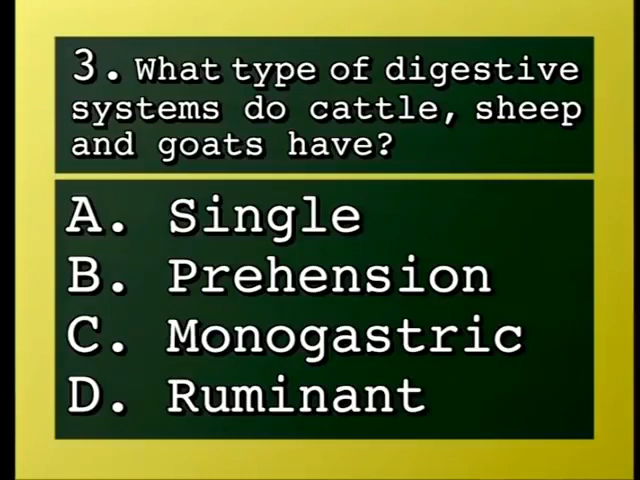 3. What type of digestive
systems do cattle, sheep
and goats have?
A. Single
B. Prehension
C. Monogastric
D. Ruminant